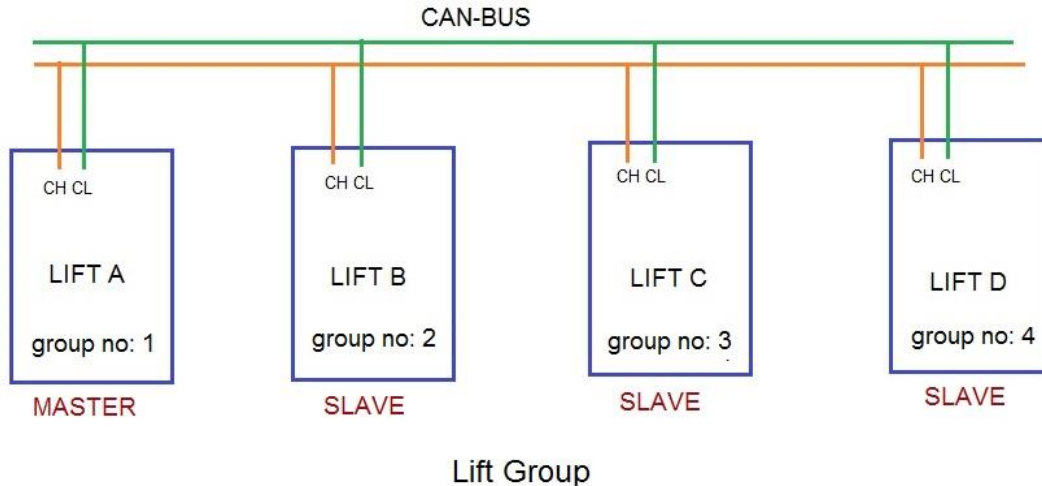 CAN-BUS
CH CL
CH CL
CH CL
CH CL
LIFT A
LIFT B
LIFT C
LIFT D
group no: 1
group no: 2
group no: 3
group no: 4
MASTER
SLAVE
SLAVE
SLAVE
Lift Group